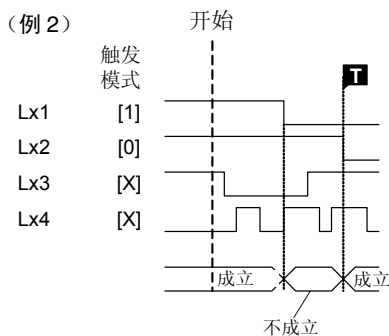 （例 2） 开始
触发
模式
T
Lx1 [1]
Lx2 [0]
Lx3 [X]
Lx4 [X]
成立 成立
不成立